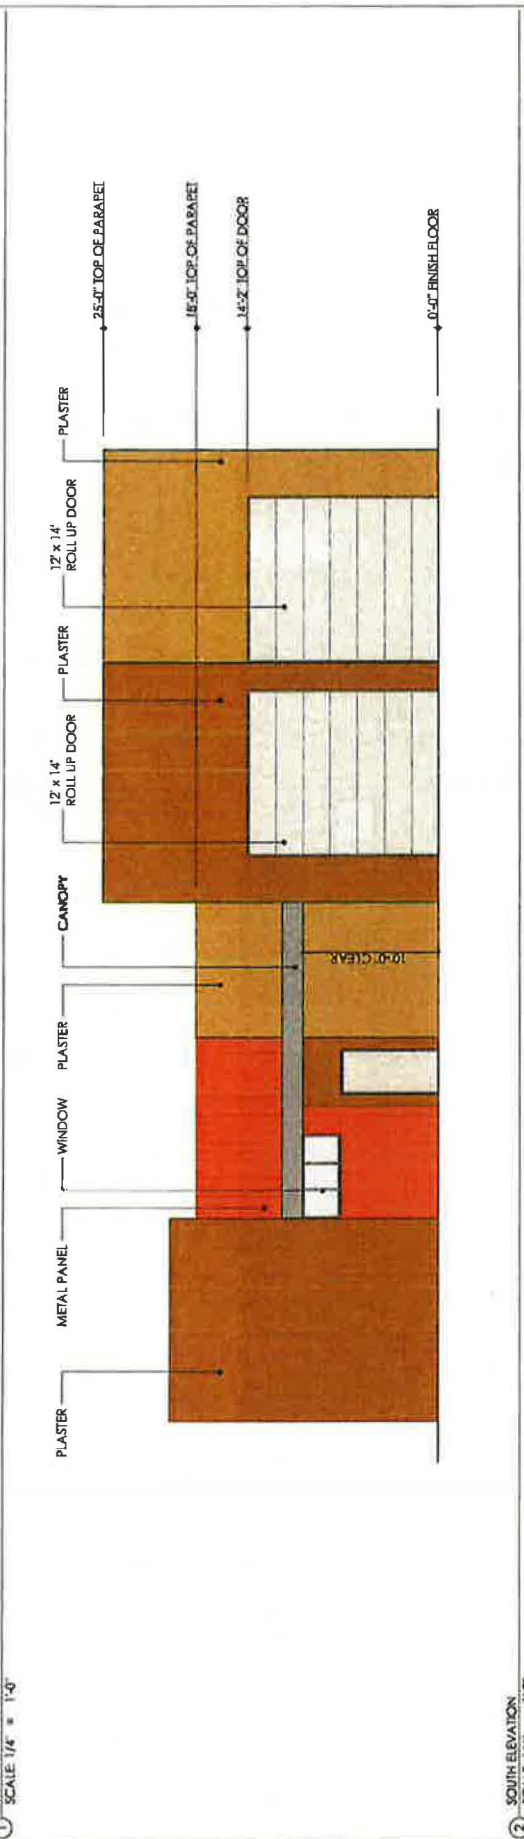 1
SCALE: 1/4" = 1'-0"
PLASTER
METAL PANEL
WINDOW
PLASTER
CANOPY
12' x 14'
ROLL UP DOOR
PLASTER
12' x 14'
ROLL UP DOOR
PLASTER
25'-0" TOP OF PARAPET
18'-0" TOP OF PARAPET
14'-2" TOP OF DOOR
10'-0" CLEAR
0'-0" FINISH FLOOR
2
SOUTH ELEVATION